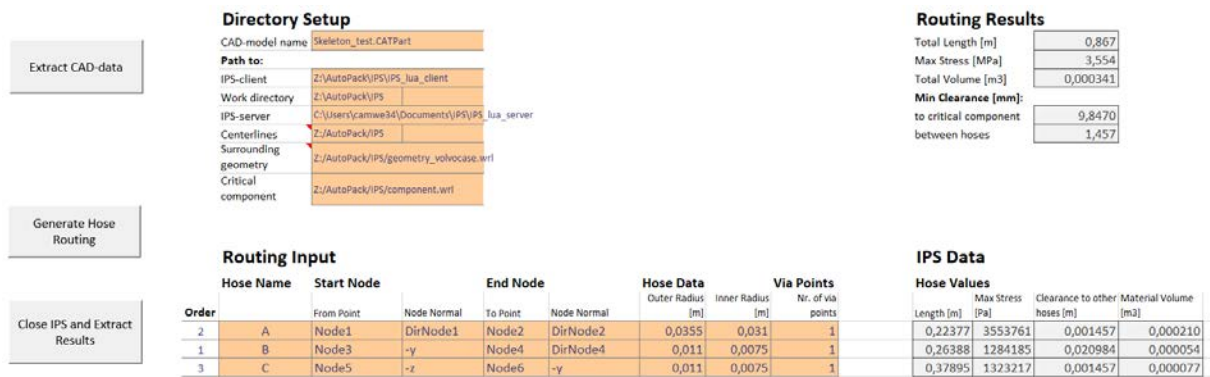 Directory Setup
CAD-model name Skeleton_test.CATPart
Path to:
IPS-client Z:\AutoPack\IPS\IPS_lua_client
Work directory Z:\AutoPack\IPS
IPS-server C:\Users\camwe34\Documents\IPS\IPS_lua_server
Centerlines Z:/AutoPack/IPS
Surrounding
geometry Z:/AutoPack/IPS/geometry_volvocase.wrl
Critical
component Z:/AutoPack/IPS/component.wrl
Routing Results
Total Length [m] 0,867
Max Stress [MPa] 3,554
Total Volume [m3] 0,000341
Min Clearance [mm]:
to critical component 9,8470
between hoses 1,457
Extract CAD-data
Generate Hose
Routing
Close IPS and Extract
Results
Routing Input
Hose Name Start Node End Node Hose Data Via Points
Outer Radius Inner Radius Nr. of via
Order From Point Node Normal To Point Node Normal [m] [m] points
2 A Node1 DirNode1 Node2 DirNode2 0,0355 0,031 1
1 B Node3 -y Node4 DirNode4 0,011 0,0075 1
3 C Node5 -z Node6 -y 0,011 0,0075 1
IPS Data
Hose Values
Max Stress Clearance to other Material Volume
Length [m] [Pa] hoses [m] [m3]
0,22377 3553761 0,001457 0,000210
0,26388 1284185 0,020984 0,000054
0,37895 1323217 0,001457 0,000077